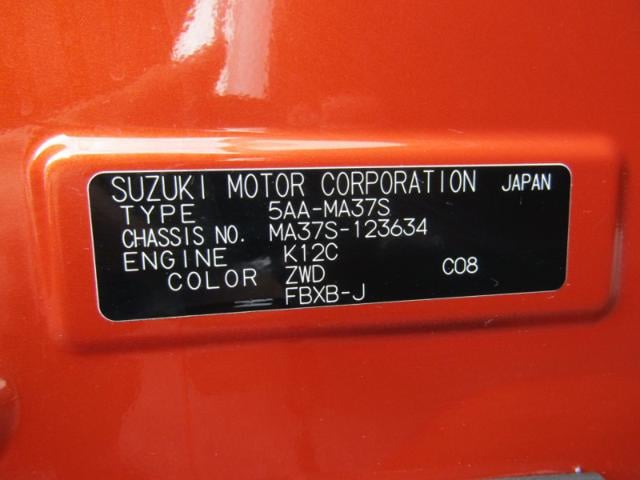 SUZUKI MOTOR CORPORATION JAPAN
TYPE 5AA-MA37S
CHASSIS NO. MA37S-123634
ENGINE K12C
COLOR ZWD C08
FBXB-J